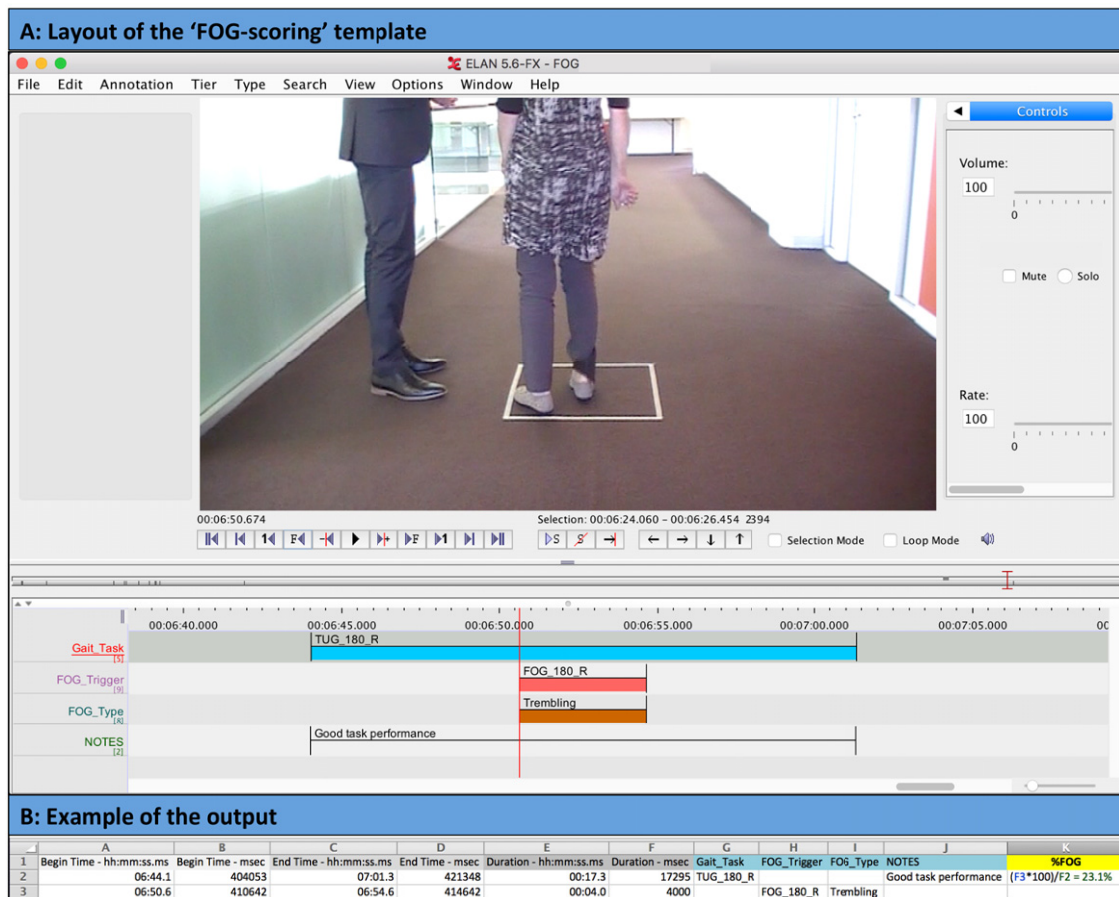 A: Layout of the 'FOG-scoring' template
ELAN 5.6-FX - FOG
File Edit Annotation Tier Type Search View Options Window Help
Controls
Volume:
100
0
Mute Solo
Rate:
100
0
00:06:50.674 Selection: 00:06:24.060 - 00:06:26.454 2394
1 F F 1 S S Selection Mode Loop Mode
00:06:40.000 00:06:45.000 00:06:50.000 00:06:55.000 00:07:00.000 00:07:05.000 00
TUG_180_R
Gait_Task
[5]
FOG_180_R
FOG_Trigger
[9]
Trembling
FOG_Type
Good task performance
NOTES
[2]
B: Example of the output
A B C D E F G H I J K
1 Begin Time - hh:mm:ss.ms Begin Time - msec End Time - hh:mm:ss.ms End Time - msec Duration - hh:mm:ss.ms Duration - msec Gait_Task FOG_Trigger FOG_Type NOTES %FOG
2 06:44.1 404053 07:01.3 421348 00:17.3 17295 TUG_180_R Good task performance (F3*100)/F2 = 23.1%
3 06:50.6 410642 06:54.6 414642 00:04.0 4000 FOG_180_R Trembling